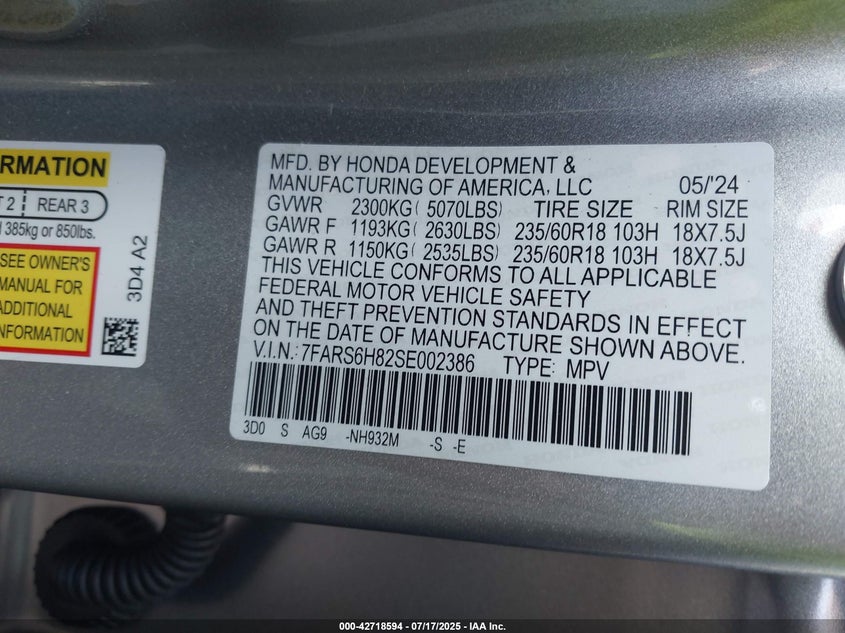 RMATION
2 | REAR 3
385kg or 850lbs.
SEE OWNER'S
MANUAL FOR
ADDITIONAL
INFORMATION
3D4 A2
MFD. BY HONDA DEVELOPMENT &
MANUFACTURING OF AMERICA, LLC 05/'24
GVWR 2300KG( 5070LBS) TIRE SIZE RIM SIZE
GAWR F 1193KG( 2630LBS) 235/60R18 103H 18X7.5J
GAWR R 1150KG( 2535LBS) 235/60R18 103H 18X7.5J
THIS VEHICLE CONFORMS TO ALL APPLICABLE
FEDERAL MOTOR VEHICLE SAFETY
AND THEFT PREVENTION STANDARDS IN EFFECT
ON THE DATE OF MANUFACTURE SHOWN ABOVE.
V.I.N.: 7FARS6H82SE002386 TYPE: MPV
3D0 S AG9 -NH932M -S -E
000-42718594 / 07/17/2025 - IAA Inc.